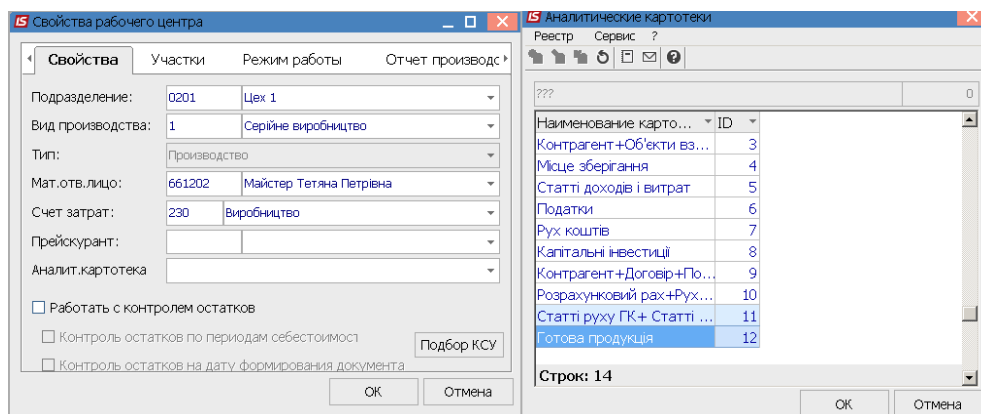 Свойства рабочего центра
Свойства Участки Режим работы Отчет производс
Подразделение: 0201 Цех 1
Вид производства: 1 Серійне виробництво
Тип: Производство
Мат.отв.лицо: 661202 Майстер Тетяна Петрівна
Счет затрат: 230 Виробництво
Прейскурант:
Аналит.картотека
Работать с контролем остатков
Контроль остатков по периодам себестоимост
Подбор КСУ
Контроль остатков на дату формирования документа
ОК Отмена
Аналитические картотеки
Реестр Сервис ?
??? 0
Наименование карто... ID
Контрагент+Об'єкти вз... 3
Місце зберігання 4
Статті доходів і витрат 5
Податки 6
Рух коштів 7
Капітальні інвестиції 8
Контрагент+Договір+По... 9
Розрахунковий рах+Рух... 10
Статті руху ГК+ Статті ... 11
Готова продукція 12
Строк: 14
ОК Отмена